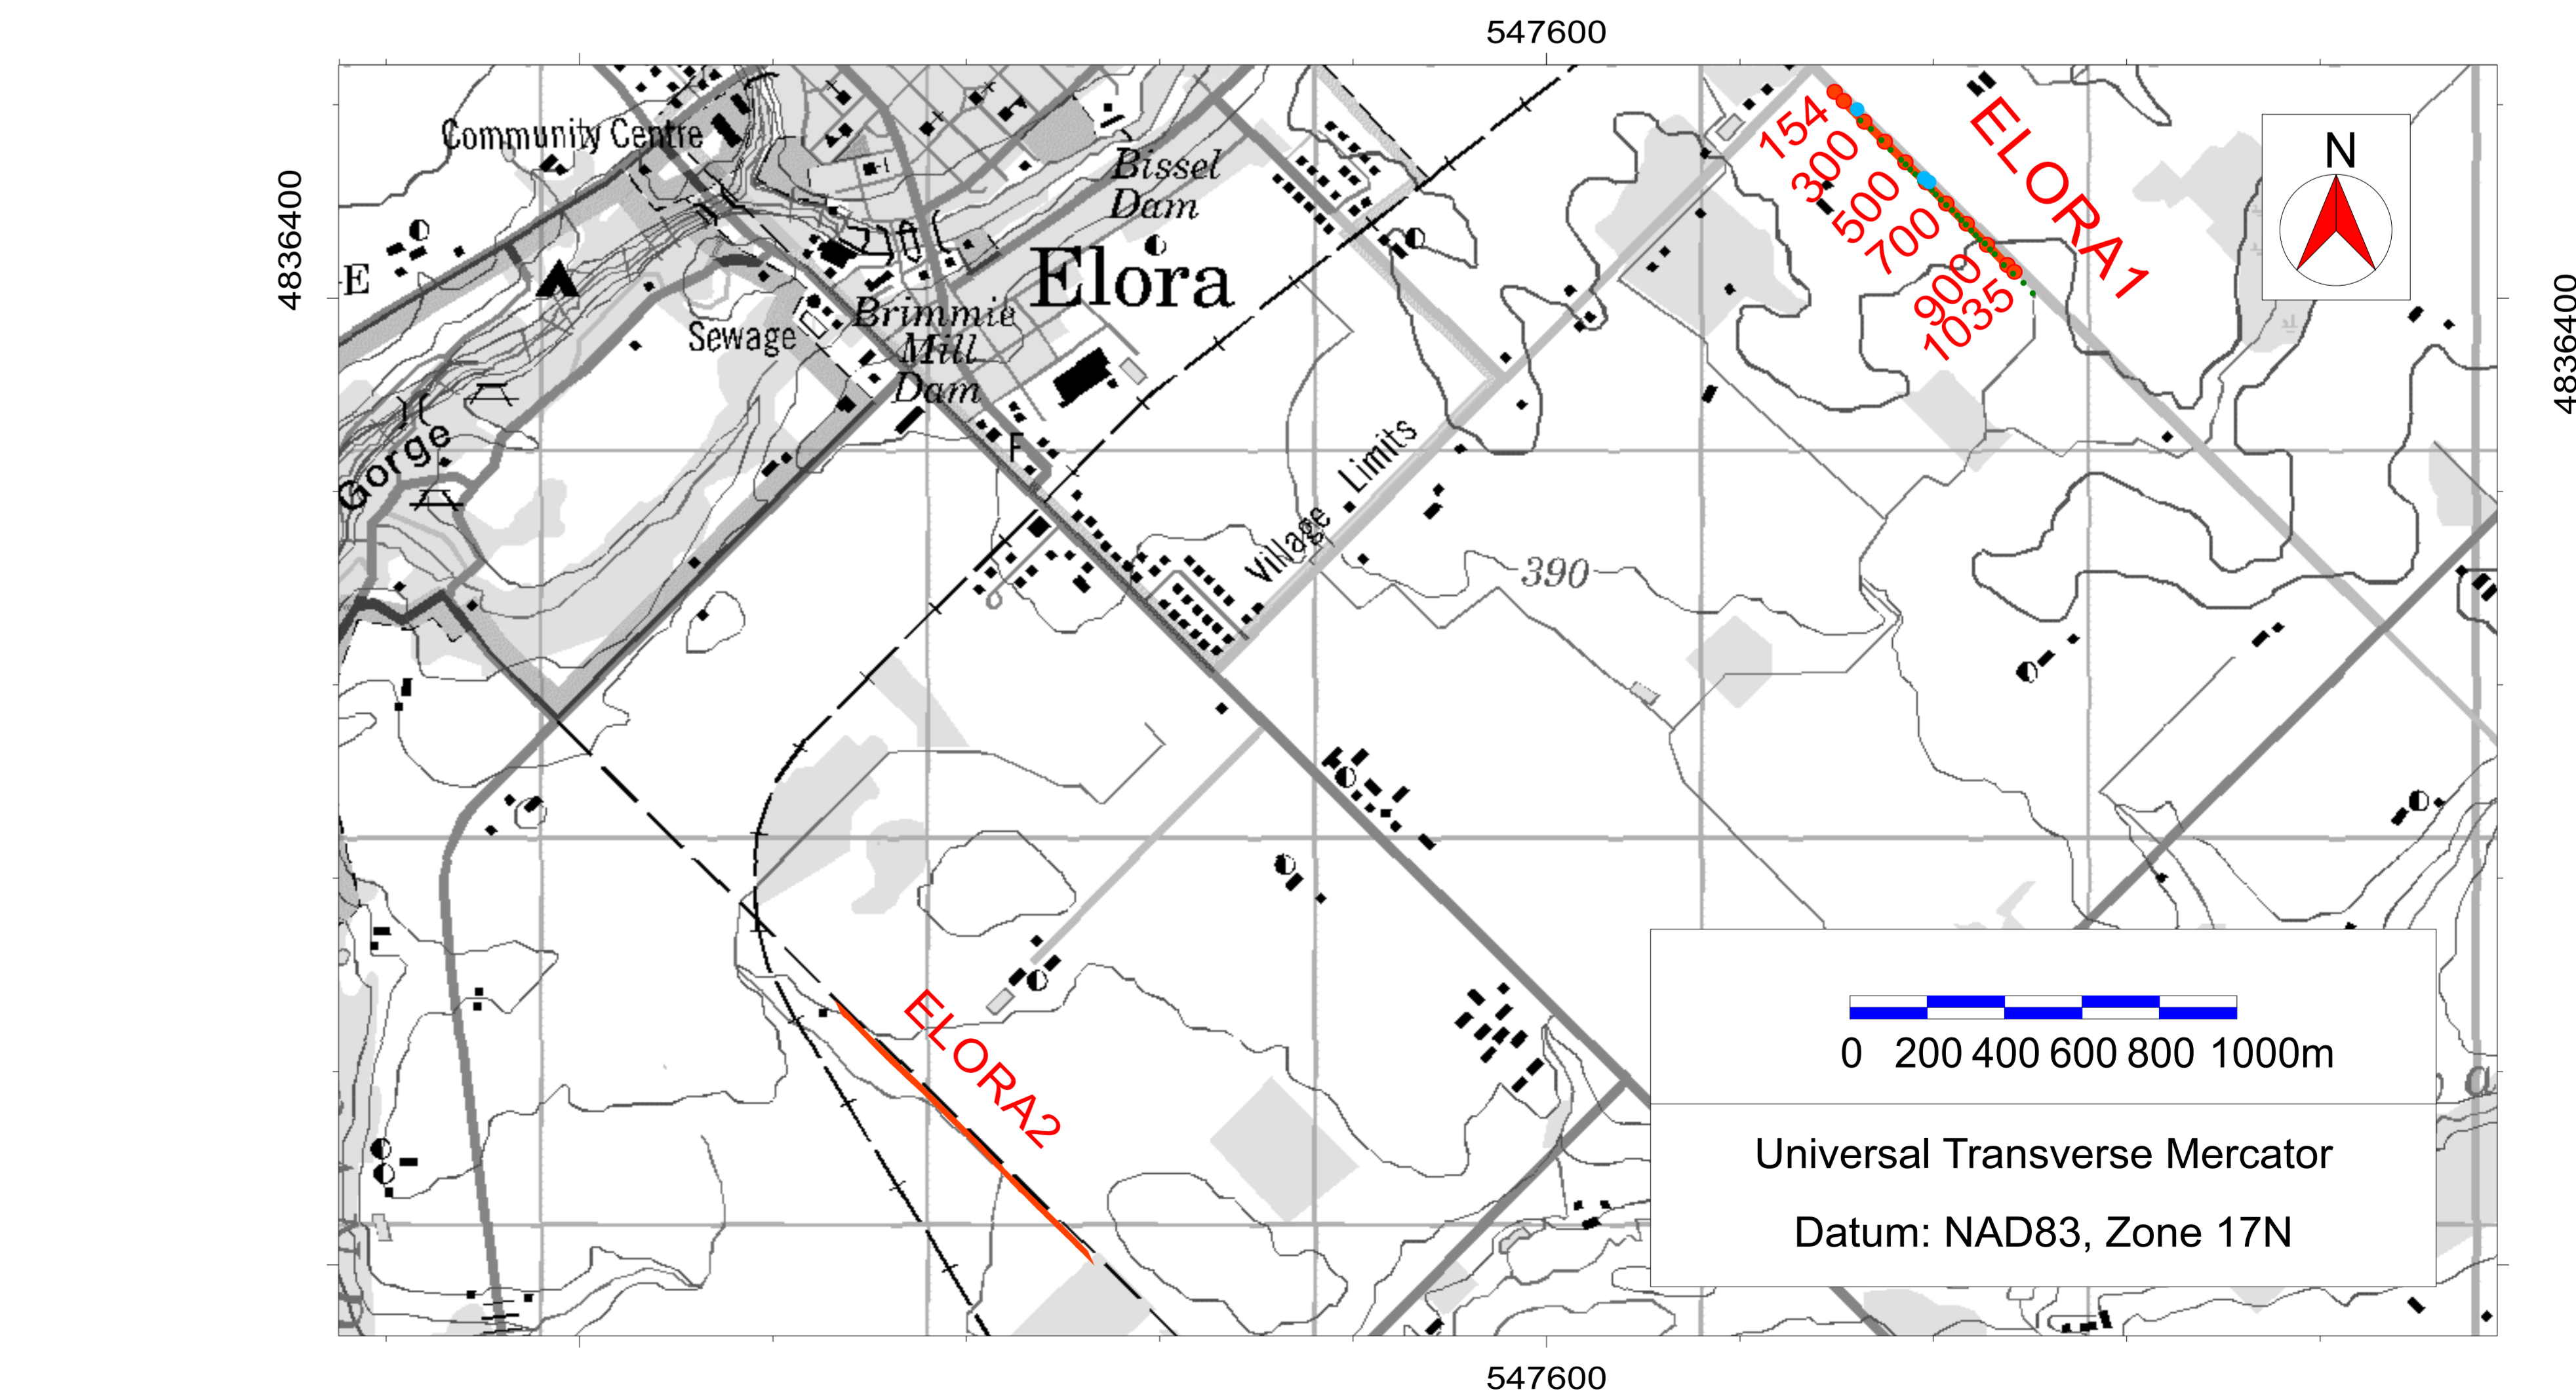 547600
Community Centre
Bissel
Dam
154
300
500
700
900
1035
ELORA1
N
4836400
E
Elora
Sewage
Brimmie
Mill
Dam
4836400
Gorge
F
Village Limits
390
ELORA2
0 200 400 600 800 1000m
Universal Transverse Mercator
Datum: NAD83, Zone 17N
547600